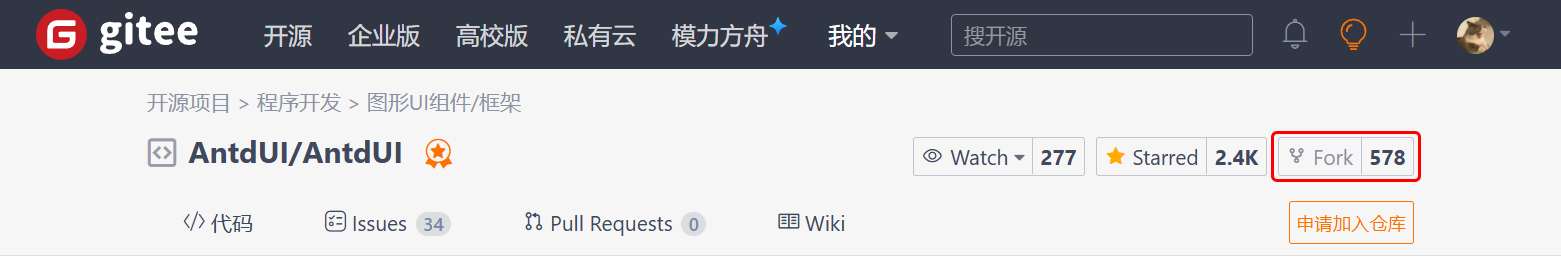 gitee 开源 企业版 高校版 私有云 模力方舟 我的 搜开源
开源项目 > 程序开发 > 图形UI组件/框架
AntdUI/AntdUI Watch 277 Starred 2.4K Fork 578
代码 Issues 34 Pull Requests 0 Wiki 申请加入仓库